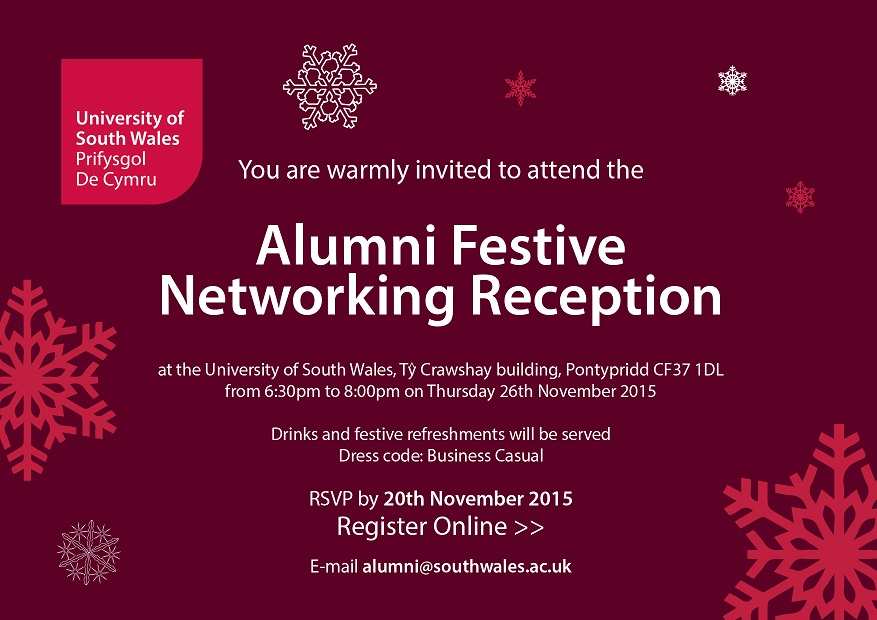 University of
South Wales
Prifysgol
De Cymru
You are warmly invited to attend the
Alumni Festive
Networking Reception
at the University of South Wales, Tŷ Crawshay building, Pontypridd CF37 1DL
from 6:30pm to 8:00pm on Thursday 26th November 2015
Drinks and festive refreshments will be served
Dress code: Business Casual
RSVP by 20th November 2015
Register Online >>
E-mail alumni@southwales.ac.uk